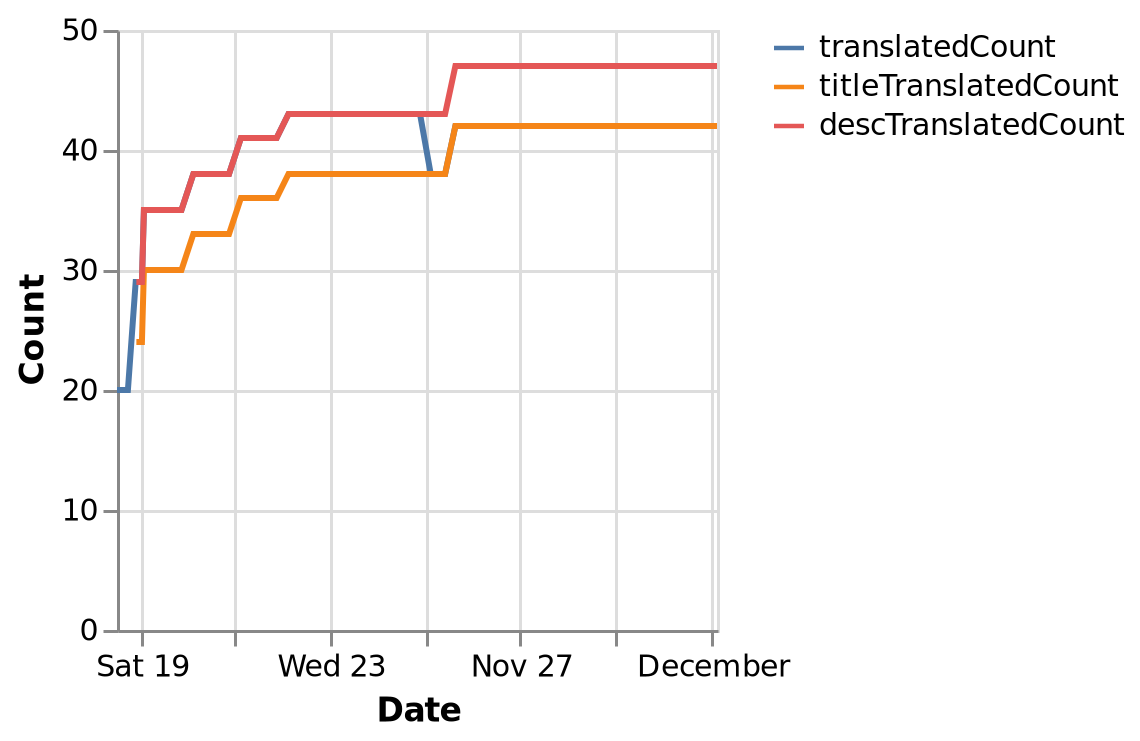 50
40
30
20
10
0
Count
Sat 19
Wed 23
Nov 27
December
Date
translatedCount
titleTranslatedCount
descTranslatedCount